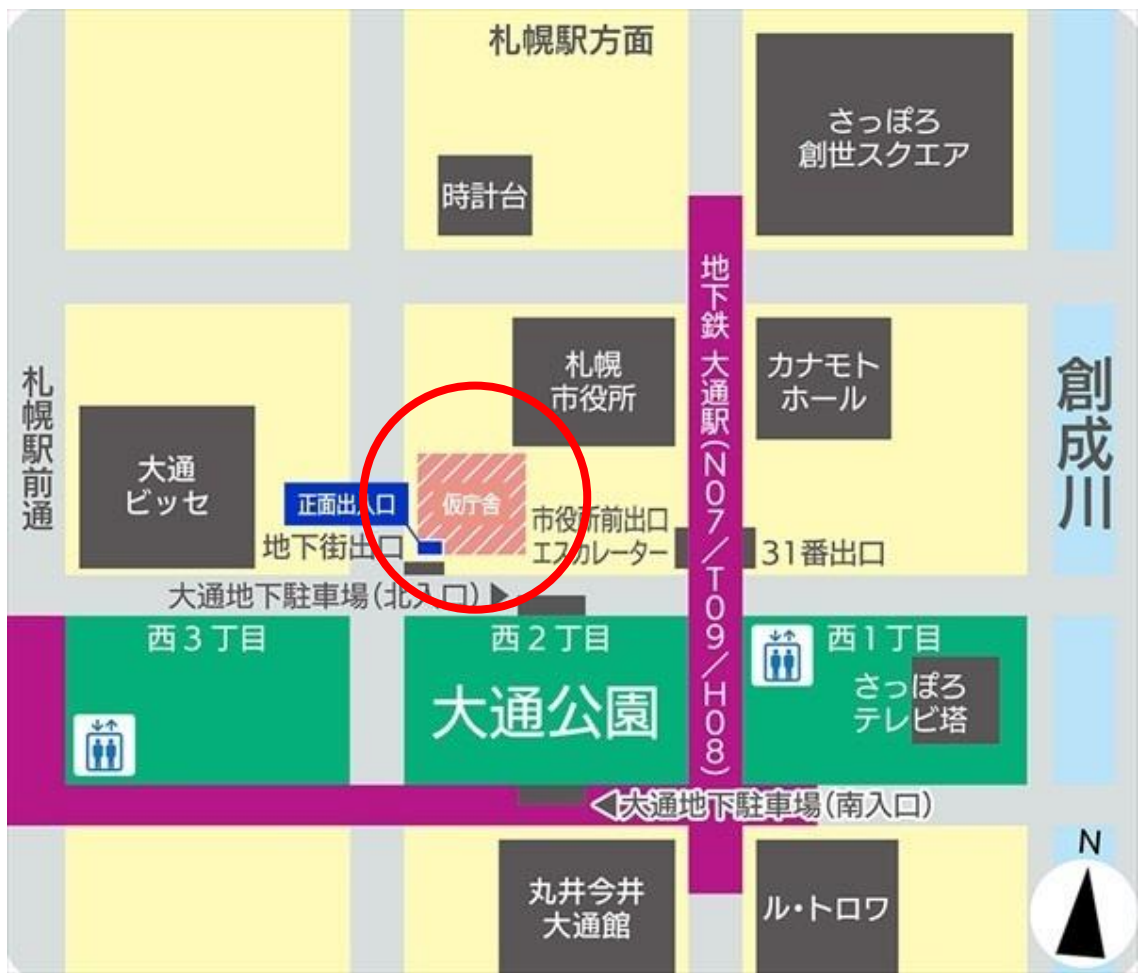 札幌駅方面
さっぽろ
創世スクエア
時計台
地下鉄 大通駅(N07/T09/H08)
札幌駅前通
札幌
市役所
カナモト
ホール
創成川
大通
ビッセ
正面出入口
仮庁舎
地下街出口
市役所前出口
エスカレーター
31番出口
大通地下駐車場(北入口)▶
西3丁目
西2丁目
西1丁目
大通公園
さっぽろ
テレビ塔
◀大通地下駐車場(南入口)
丸井今井
大通館
ル・トロワ
N